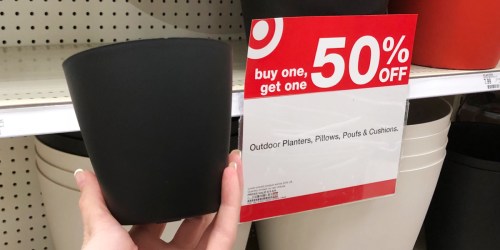 buy one, 50% OFF
get one
Outdoor Planters, Pillows, Poufs & Cushions.